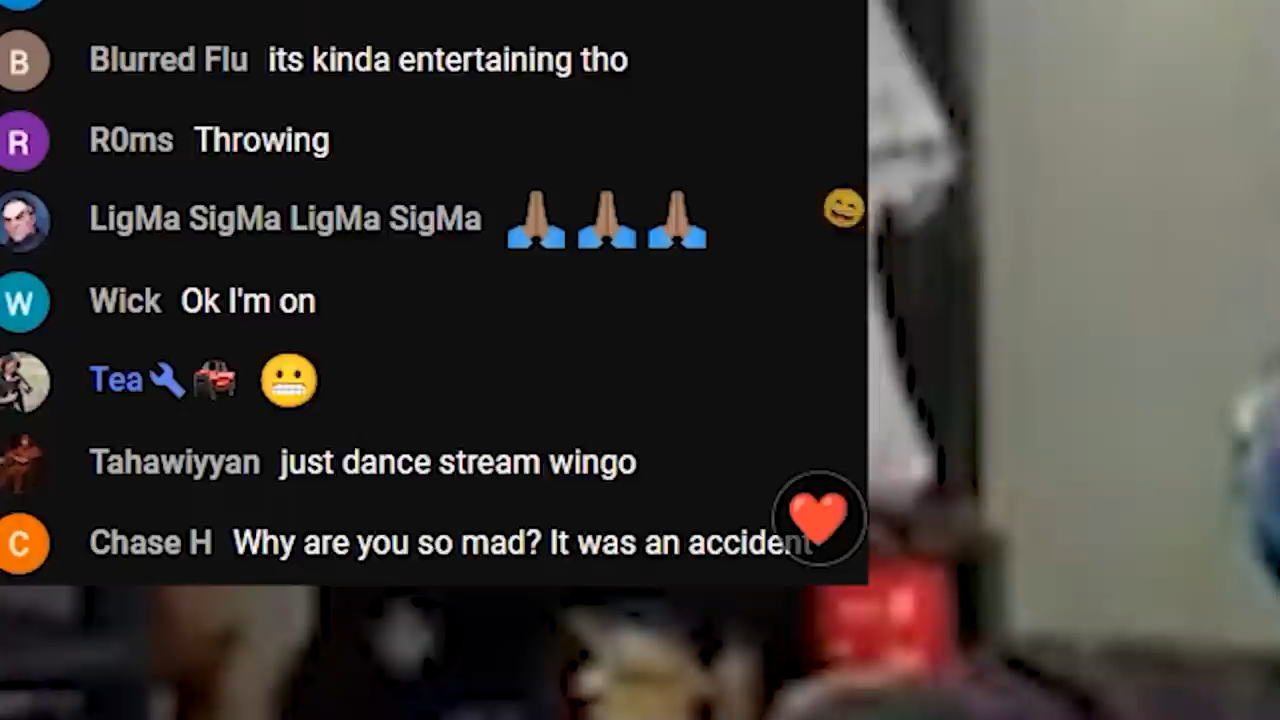 B Blurred Flu its kinda entertaining tho
R R0ms Throwing
LigMa SigMa LigMa SigMa 🙏🏽🙏🏽🙏🏽
W Wick Ok I'm on
Tea 😬
Tahawiyyan just dance stream wingo
C Chase H Why are you so mad? It was an accident